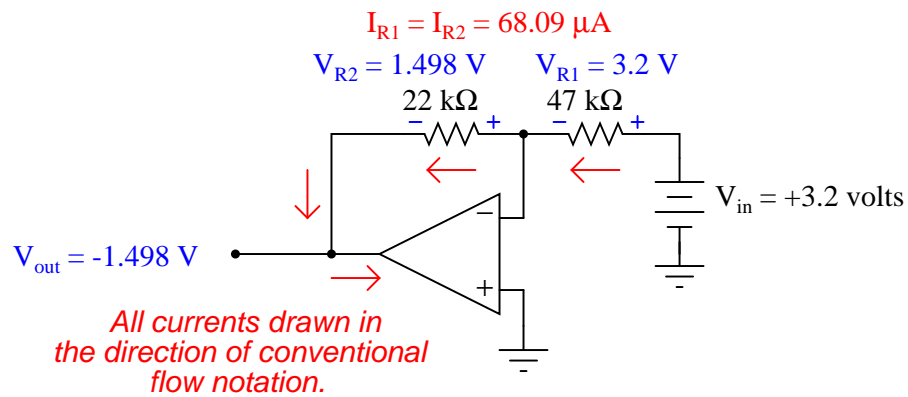 I_R1 = I_R2 = 68.09 μA
V_R2 = 1.498 V
V_R1 = 3.2 V
22 kΩ
47 kΩ
− + − +
V_in = +3.2 volts
−
V_out = -1.498 V
+
All currents drawn in
the direction of conventional
flow notation.